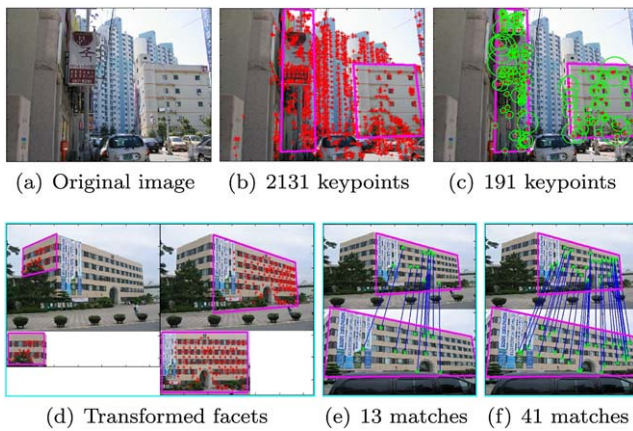 (a) Original image
(b) 2131 keypoints
(c) 191 keypoints
(d) Transformed facets
(e) 13 matches
(f) 41 matches